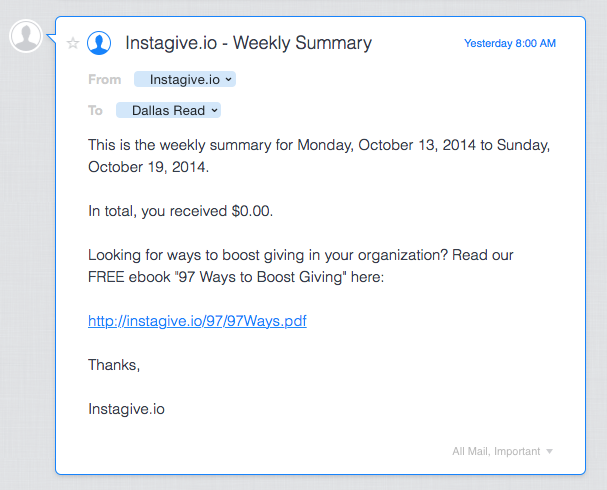 Instagive.io - Weekly Summary
Yesterday 8:00 AM
From Instagive.io
To Dallas Read
This is the weekly summary for Monday, October 13, 2014 to Sunday,
October 19, 2014.
In total, you received $0.00.
Looking for ways to boost giving in your organization? Read our
FREE ebook "97 Ways to Boost Giving" here:
http://instagive.io/97/97Ways.pdf
Thanks,
Instagive.io
All Mail, Important